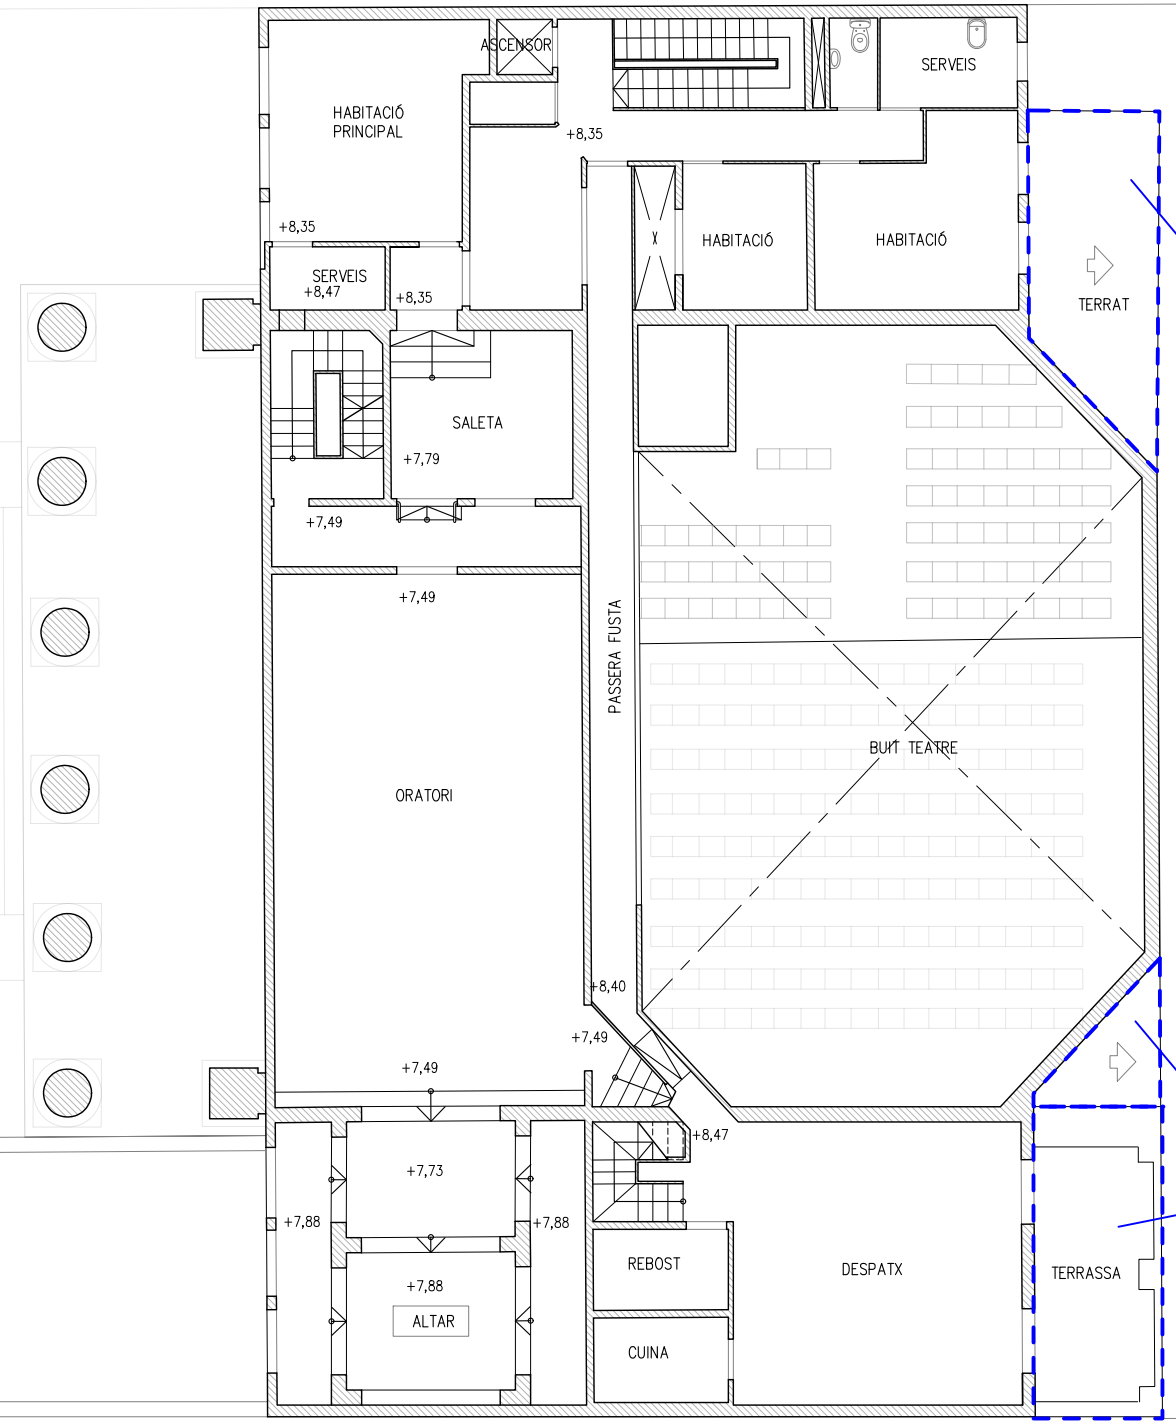 ASCENSOR
SERVEIS
HABITACIÓ
PRINCIPAL
+8,35
+8,35
HABITACIÓ
HABITACIÓ
SERVEIS
+8,47
+8,35
TERRAT
SALETA
+7,79
+7,49
+7,49
PASSERA FUSTA
BUIT TEATRE
ORATORI
+8,40
+7,49
+7,49
+8,47
+7,73
+7,88
+7,88
REBOST
DESPATX
TERRASSA
+7,88
ALTAR
CUINA